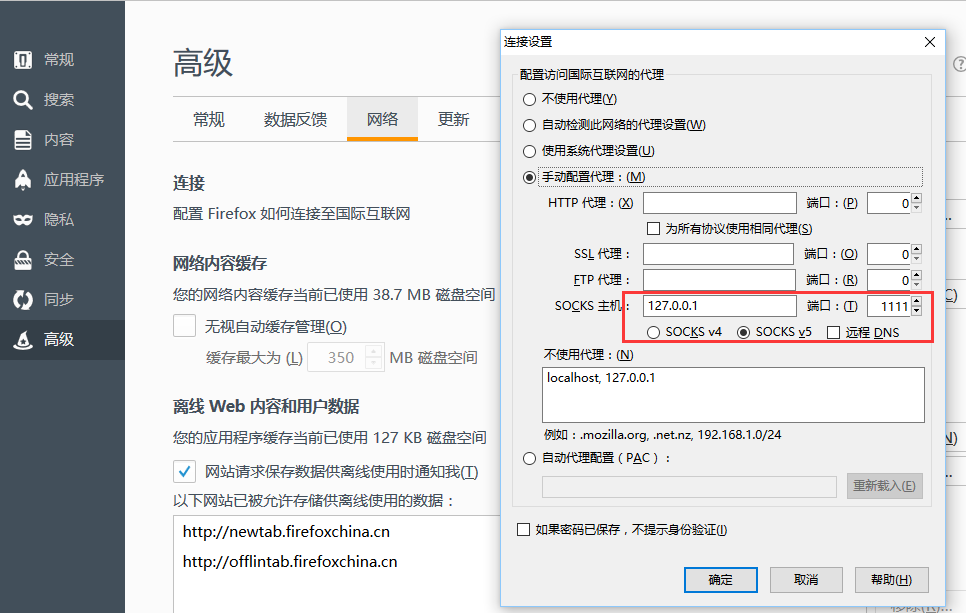 常规
搜索
内容
应用程序
隐私
安全
同步
高级
高级
常规 数据反馈 网络 更新
连接
配置 Firefox 如何连接至国际互联网
网络内容缓存
您的网络内容缓存当前已使用 38.7 MB 磁盘空间
无视自动缓存管理(O)
缓存最大为 (L) 350 MB 磁盘空间
离线 Web 内容和用户数据
您的应用程序缓存当前已使用 127 KB 磁盘空间
网站请求保存数据供离线使用时通知我(T)
以下网站已被允许存储供离线使用的数据：
http://newtab.firefoxchina.cn
http://offlintab.firefoxchina.cn
连接设置
配置访问国际互联网的代理
不使用代理(Y)
自动检测此网络的代理设置(W)
使用系统代理设置(U)
手动配置代理：(M)
HTTP 代理：(X) 端口：(P) 0
为所有协议使用相同代理(S)
SSL 代理： 端口：(O) 0
FTP 代理： 端口：(R) 0
SOCKS 主机： 127.0.0.1 端口：(T) 1111
SOCKS v4 SOCKS v5 远程 DNS
不使用代理：(N)
localhost, 127.0.0.1
例如：.mozilla.org, .net.nz, 192.168.1.0/24
自动代理配置（PAC）：
重新载入(E)
如果密码已保存，不提示身份验证(I)
确定 取消 帮助(H)